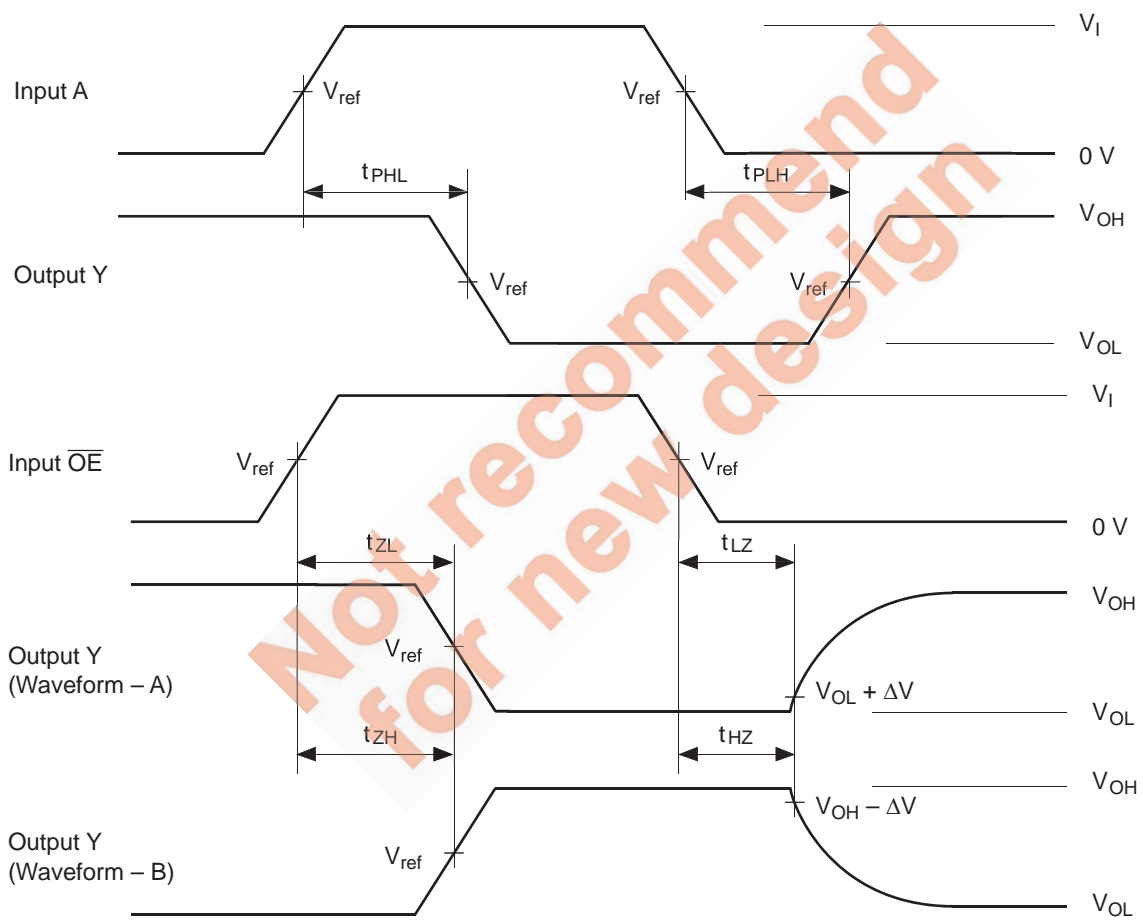 V_I
Input A
V_ref
V_ref
0 V
t_PHL
t_PLH
V_OH
Output Y
V_ref
V_ref
V_OL
V_I
Input O̅E̅
V_ref
V_ref
0 V
t_ZL
t_LZ
V_OH
Output Y
(Waveform – A)
V_ref
V_OL + ΔV
V_OL
t_ZH
t_HZ
V_OH
V_OH – ΔV
Output Y
(Waveform – B)
V_ref
V_OL
Not recommend
for new design